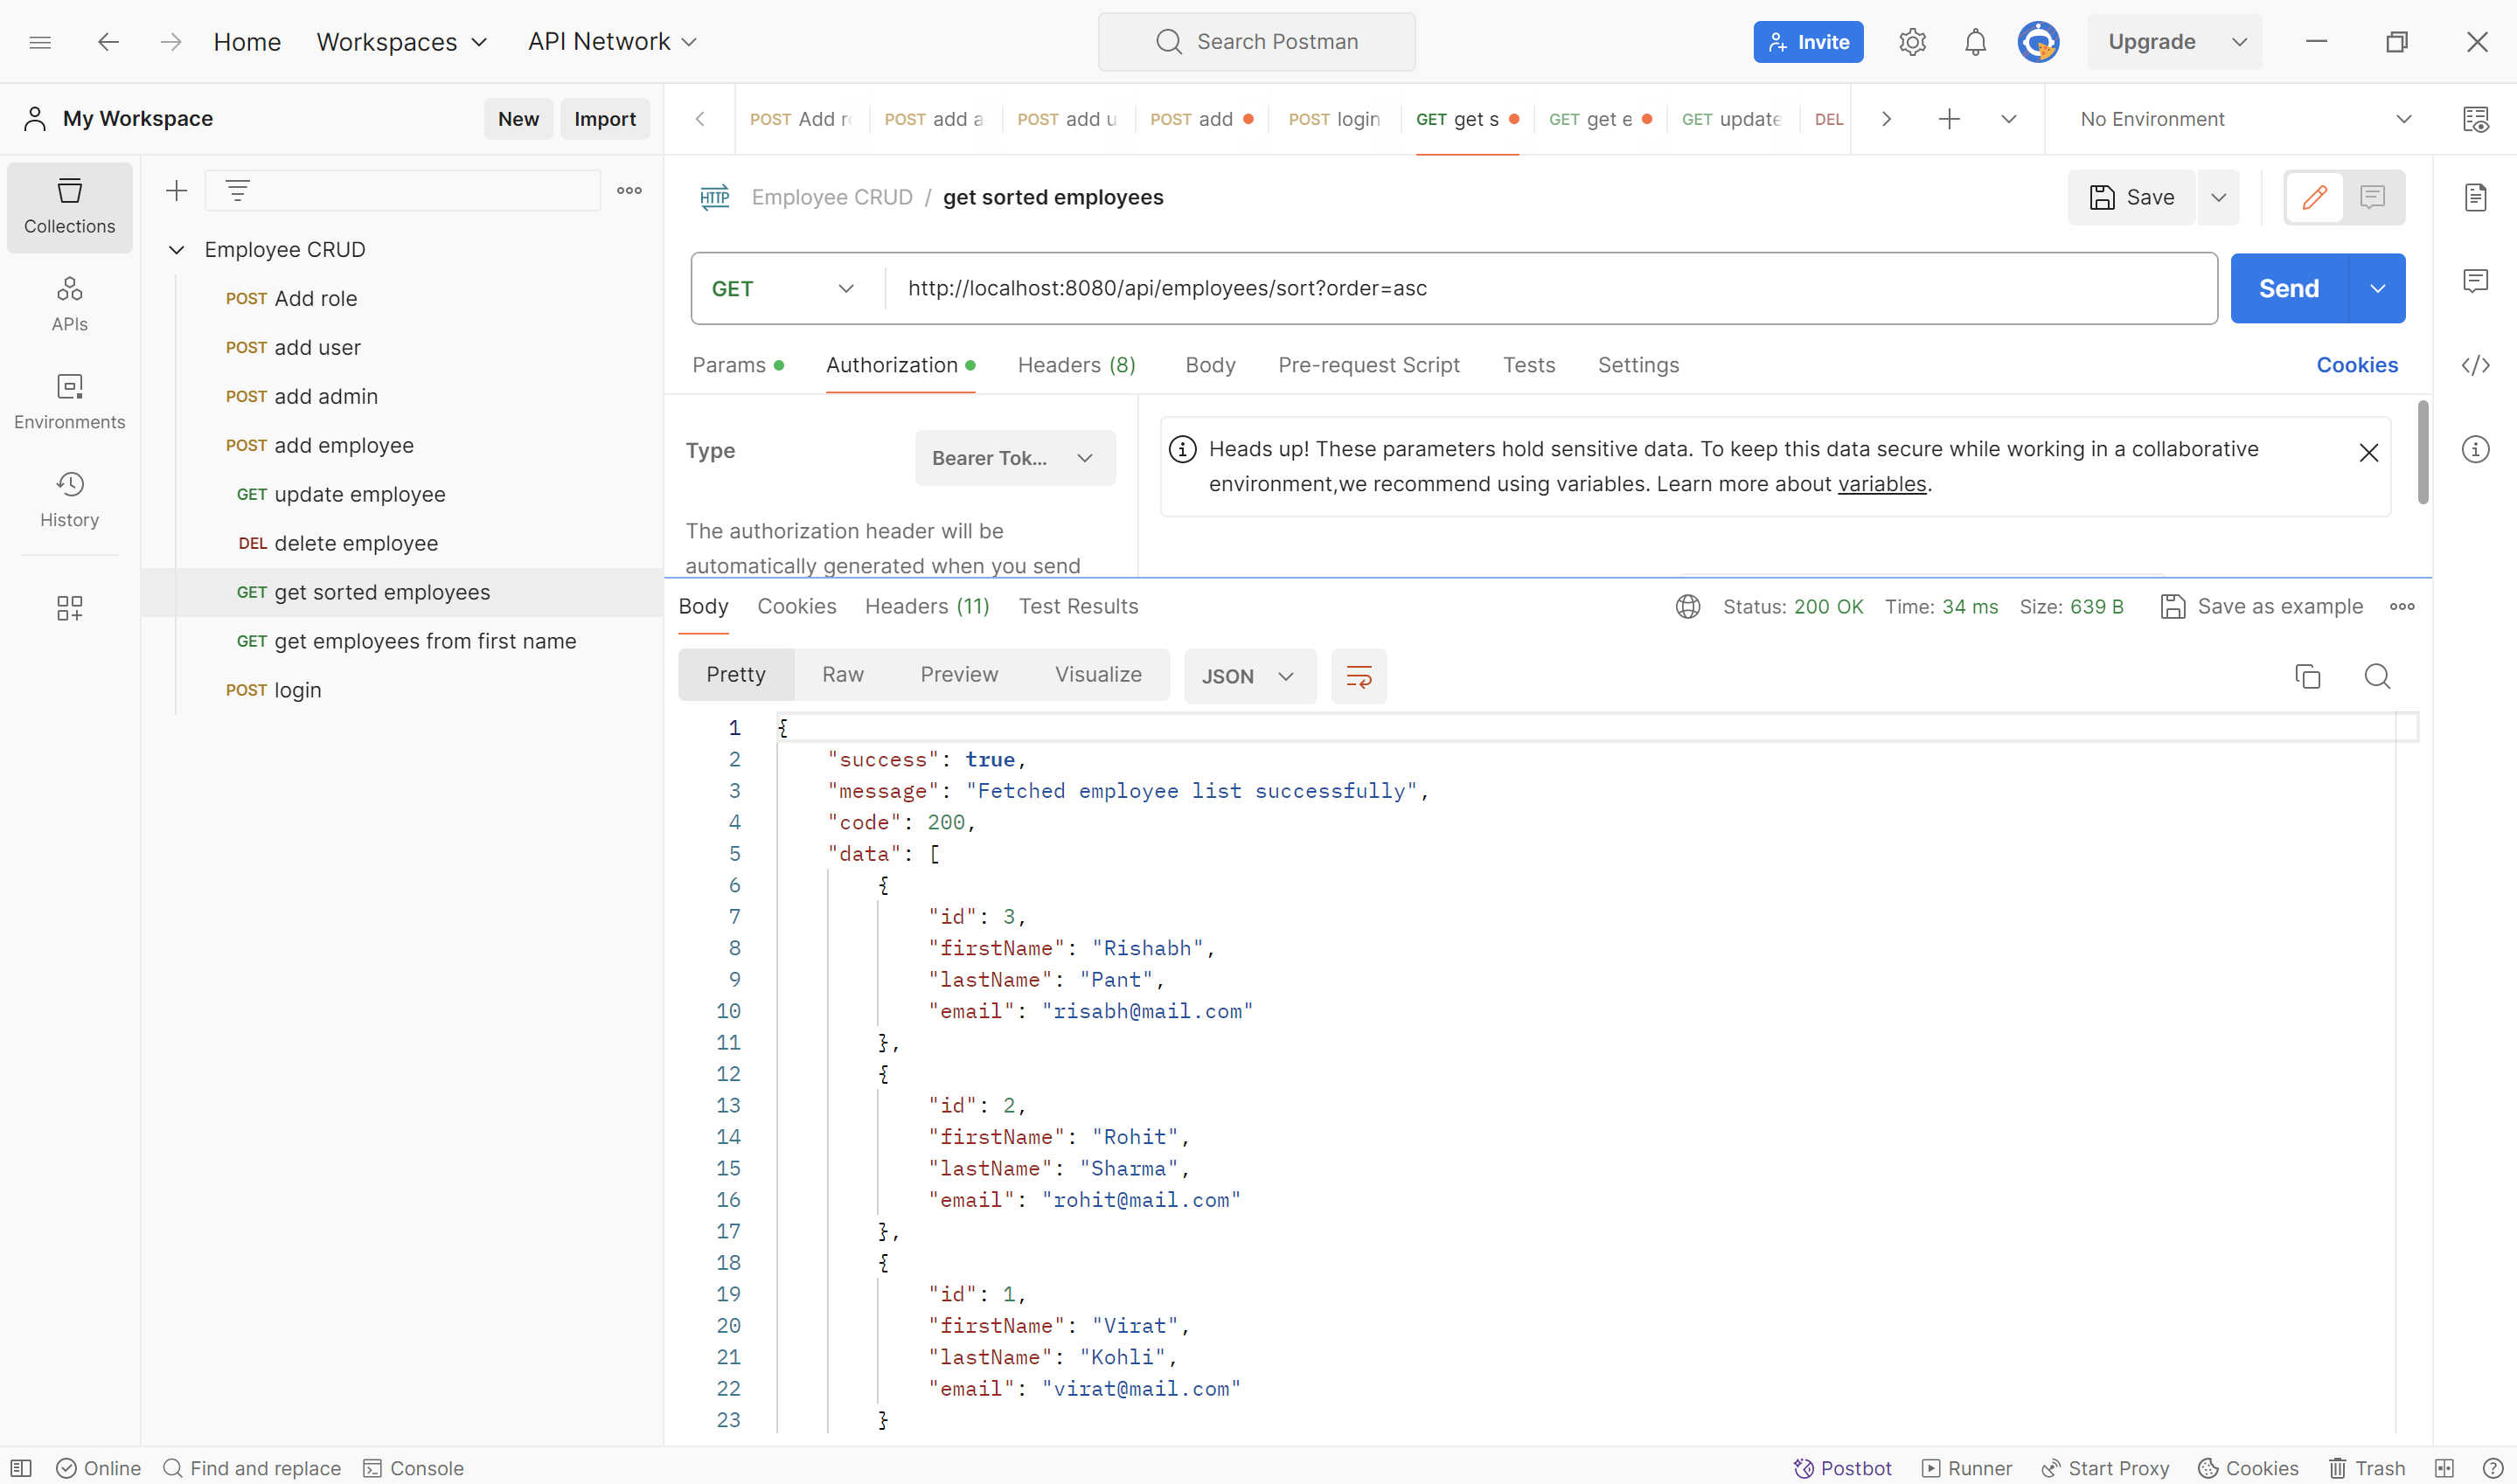 Home Workspaces API Network Search Postman Invite Upgrade
My Workspace New Import
POST Add r POST add a POST add u POST add POST login GET get s GET get e GET update DEL No Environment
Collections
APIs
Environments
History
Employee CRUD
POST Add role
POST add user
POST add admin
POST add employee
GET update employee
DEL delete employee
GET get sorted employees
GET get employees from first name
POST login
HTTP Employee CRUD / get sorted employees Save
GET http://localhost:8080/api/employees/sort?order=asc Send
Params Authorization Headers (8) Body Pre-request Script Tests Settings Cookies
Type Bearer Tok...
The authorization header will be
automatically generated when you send
Heads up! These parameters hold sensitive data. To keep this data secure while working in a collaborative
environment,we recommend using variables. Learn more about variables.
Body Cookies Headers (11) Test Results Status: 200 OK Time: 34 ms Size: 639 B Save as example
Pretty Raw Preview Visualize JSON
1 {
2 "success": true,
3 "message": "Fetched employee list successfully",
4 "code": 200,
5 "data": [
6 {
7 "id": 3,
8 "firstName": "Rishabh",
9 "lastName": "Pant",
10 "email": "risabh@mail.com"
11 },
12 {
13 "id": 2,
14 "firstName": "Rohit",
15 "lastName": "Sharma",
16 "email": "rohit@mail.com"
17 },
18 {
19 "id": 1,
20 "firstName": "Virat",
21 "lastName": "Kohli",
22 "email": "virat@mail.com"
23 }
Online Find and replace Console Postbot Runner Start Proxy Cookies Trash